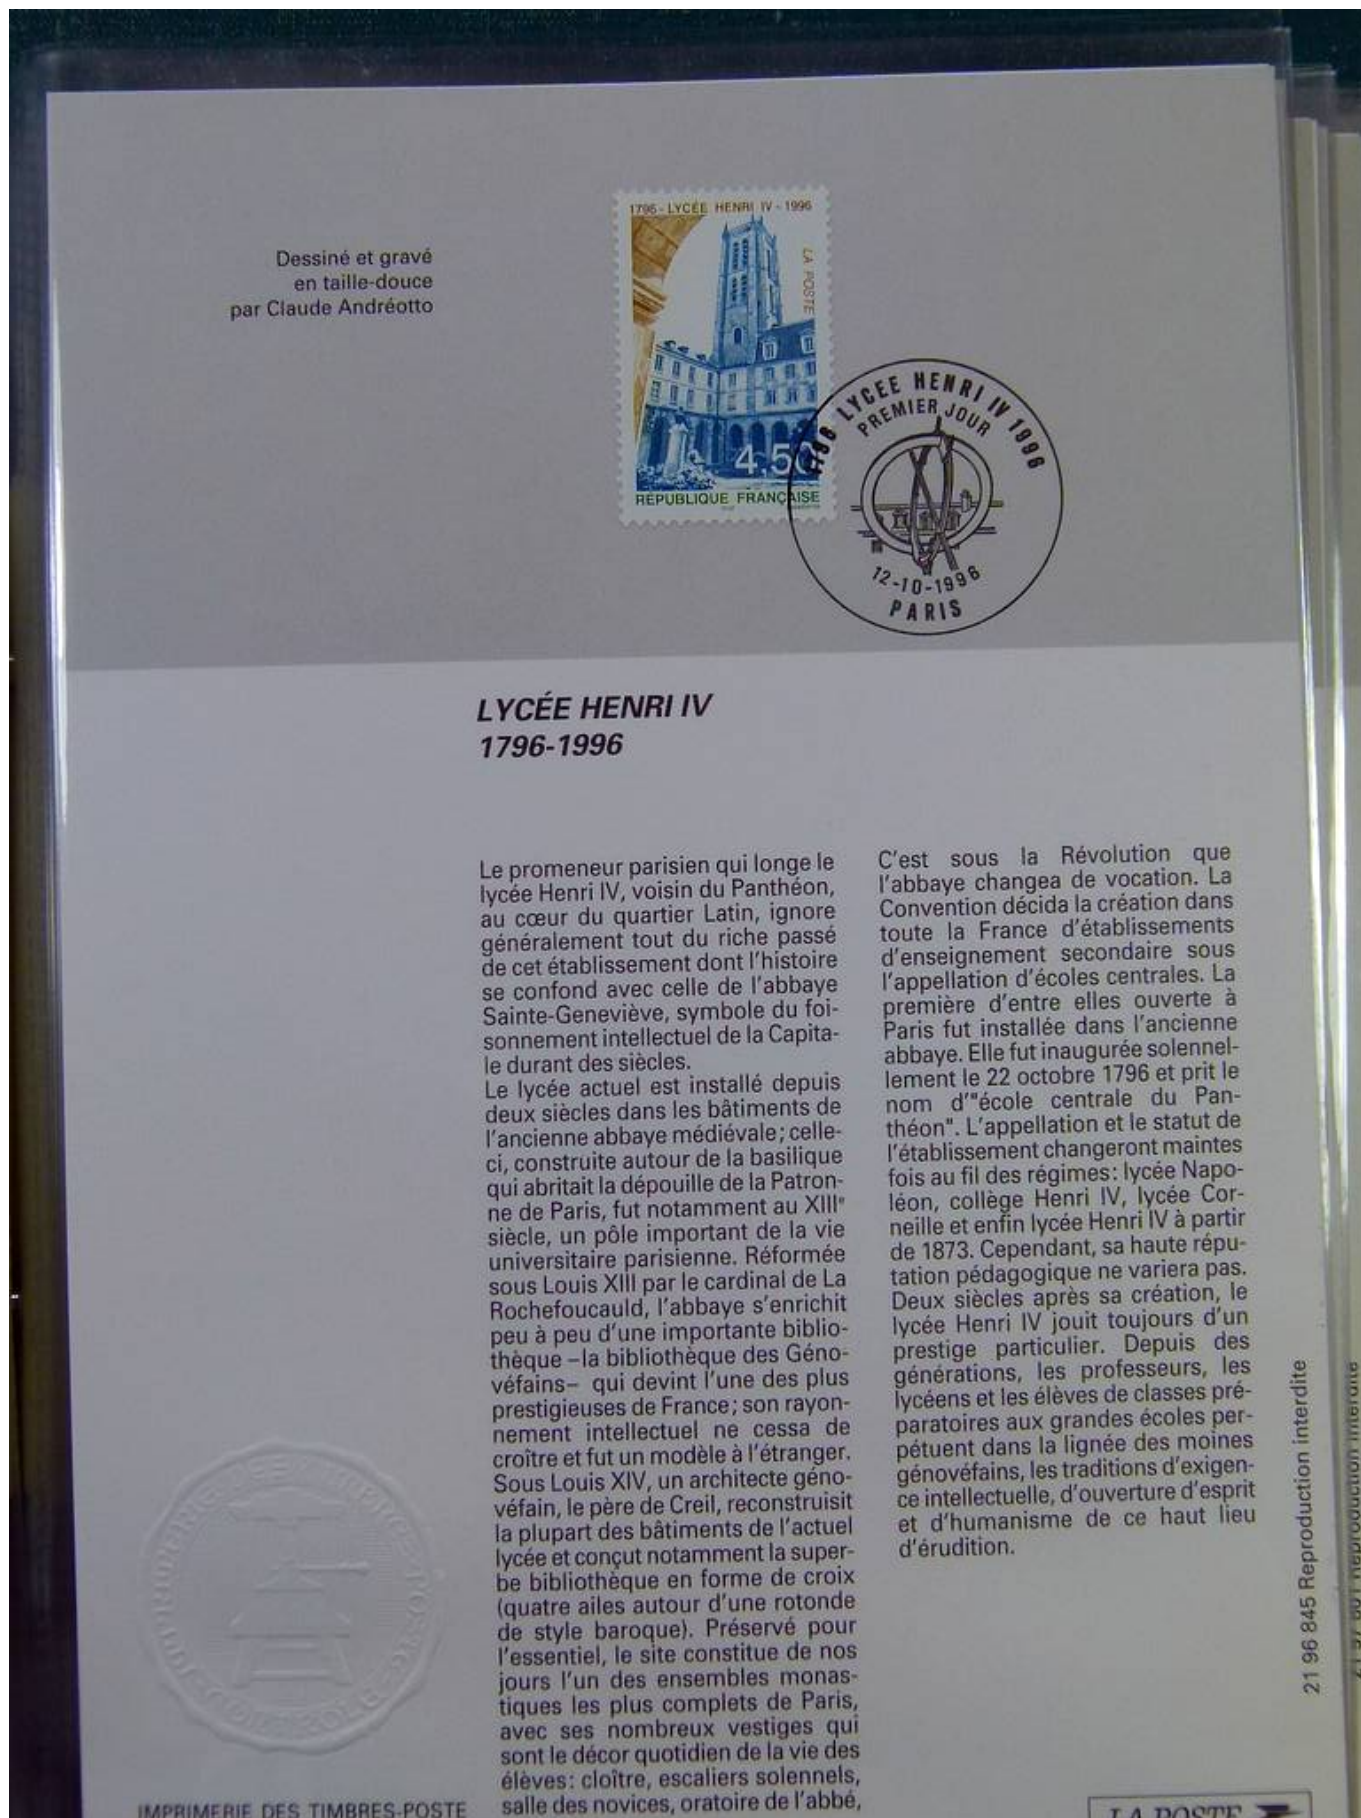 Dessiné et gravé
en taille-douce
par Claude Andréotto
1796 - LYCÉE HENRI IV - 1996
LA POSTE
4,50
RÉPUBLIQUE FRANÇAISE
1796 LYCEE HENRI IV 1996
PREMIER JOUR
12-10-1996
PARIS
LYCÉE HENRI IV
1796-1996
Le promeneur parisien qui longe le
lycée Henri IV, voisin du Panthéon,
au cœur du quartier Latin, ignore
généralement tout du riche passé
de cet établissement dont l'histoire
se confond avec celle de l'abbaye
Sainte-Geneviève, symbole du foi-
sonnement intellectuel de la Capita-
le durant des siècles.
Le lycée actuel est installé depuis
deux siècles dans les bâtiments de
l'ancienne abbaye médiévale; celle-
ci, construite autour de la basilique
qui abritait la dépouille de la Patron-
ne de Paris, fut notamment au XIIIe
siècle, un pôle important de la vie
universitaire parisienne. Réformée
sous Louis XIII par le cardinal de La
Rochefoucauld, l'abbaye s'enrichit
peu à peu d'une importante biblio-
thèque –la bibliothèque des Géno-
véfains– qui devint l'une des plus
prestigieuses de France; son rayon-
nement intellectuel ne cessa de
croître et fut un modèle à l'étranger.
Sous Louis XIV, un architecte géno-
véfain, le père de Creil, reconstruisit
la plupart des bâtiments de l'actuel
lycée et conçut notamment la super-
be bibliothèque en forme de croix
(quatre ailes autour d'une rotonde
de style baroque). Préservé pour
l'essentiel, le site constitue de nos
jours l'un des ensembles monas-
tiques les plus complets de Paris,
avec ses nombreux vestiges qui
sont le décor quotidien de la vie des
élèves: cloître, escaliers solennels,
salle des novices, oratoire de l'abbé,
C'est sous la Révolution que
l'abbaye changea de vocation. La
Convention décida la création dans
toute la France d'établissements
d'enseignement secondaire sous
l'appellation d'écoles centrales. La
première d'entre elles ouverte à
Paris fut installée dans l'ancienne
abbaye. Elle fut inaugurée solennel-
lement le 22 octobre 1796 et prit le
nom d'"école centrale du Pan-
théon". L'appellation et le statut de
l'établissement changeront maintes
fois au fil des régimes: lycée Napo-
léon, collège Henri IV, lycée Cor-
neille et enfin lycée Henri IV à partir
de 1873. Cependant, sa haute répu-
tation pédagogique ne variera pas.
Deux siècles après sa création, le
lycée Henri IV jouit toujours d'un
prestige particulier. Depuis des
générations, les professeurs, les
lycéens et les élèves de classes pré-
paratoires aux grandes écoles per-
pétuent dans la lignée des moines
génovéfains, les traditions d'exigen-
ce intellectuelle, d'ouverture d'esprit
et d'humanisme de ce haut lieu
d'érudition.
21 96 845 Reproduction interdite
IMPRIMERIE DES TIMBRES-POSTE
LA POSTE